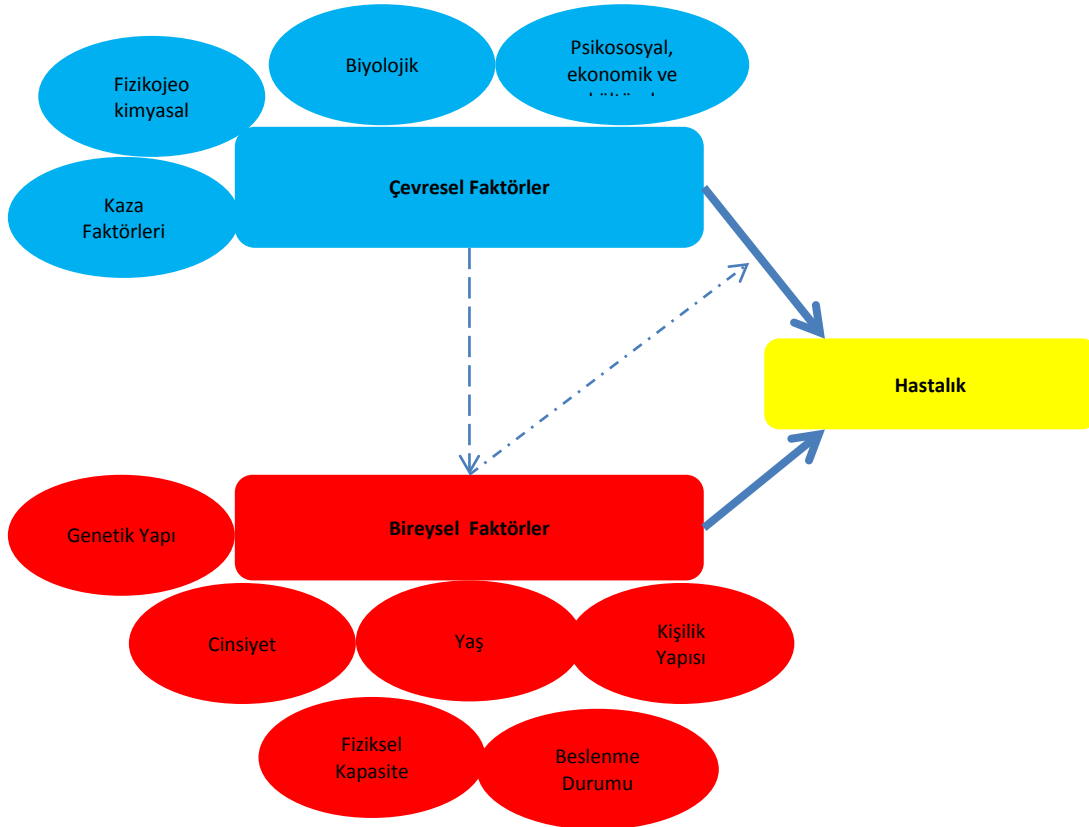 Psikososyal,
ekonomik ve
Biyolojik
Fizikojeo
kimyasal
Çevresel Faktörler
Kaza
Faktörleri
Hastalık
Genetik Yapı
Bireysel  Faktörler
Cinsiyet
Yaş
Kişilik
Yapısı
Fiziksel
Kapasite
Beslenme
Durumu